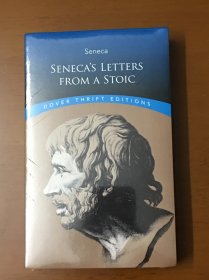 Seneca
SENECA'S LETTERS
FROM A STOIC
DOVER THRIFT EDITIONS